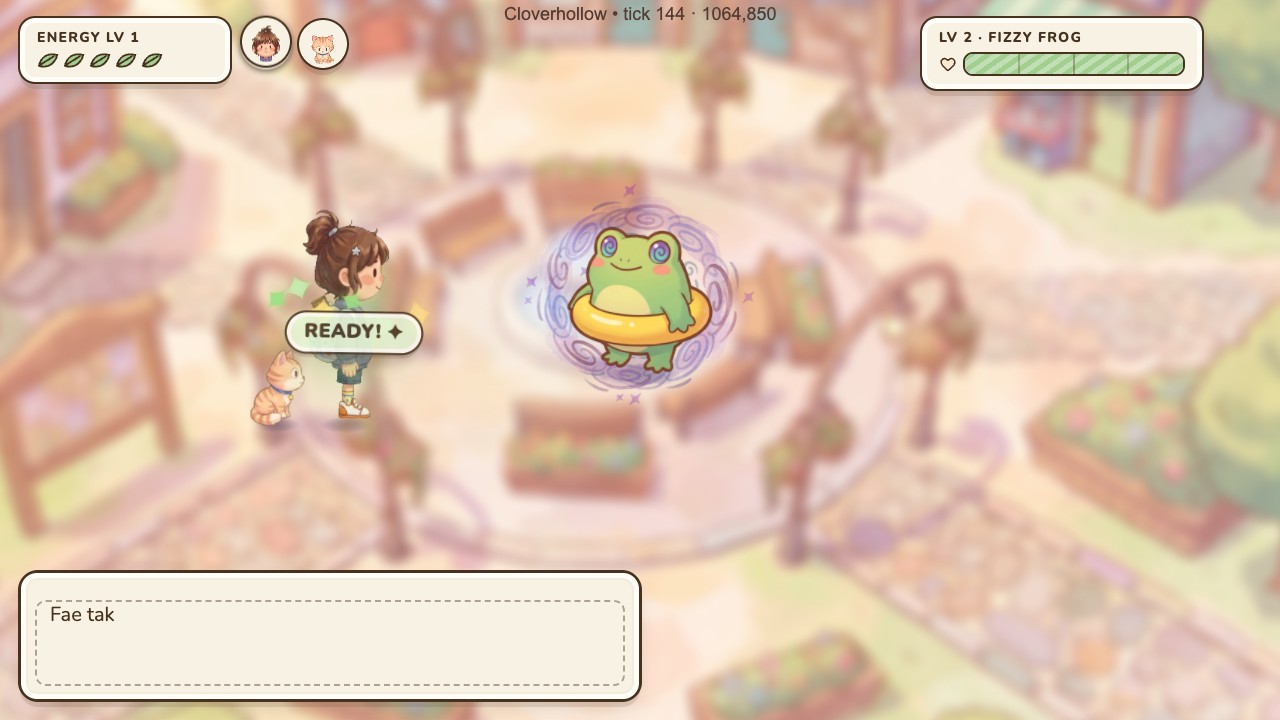 Cloverhollow • tick 144 · 1064,850
ENERGY LV 1
LV 2 · FIZZY FROG
READY! ✦
Fae tak